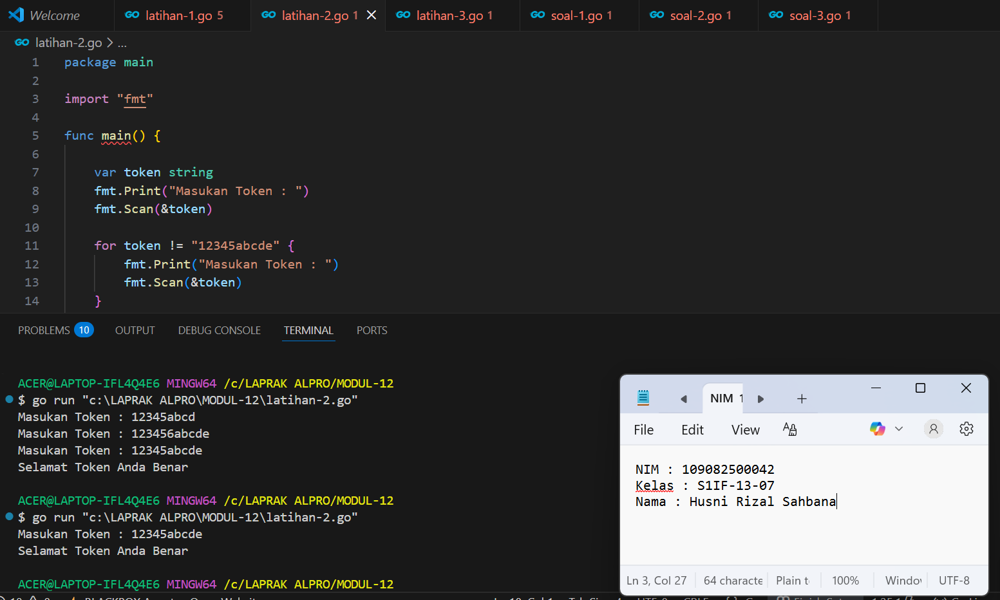 Welcome
latihan-1.go 5
latihan-2.go 1
latihan-3.go 1
soal-1.go 1
soal-2.go 1
soal-3.go 1
latihan-2.go > ...
1 package main
2
3 import "fmt"
4
5 func main() {
6
7 var token string
8 fmt.Print("Masukan Token : ")
9 fmt.Scan(&token)
10
11 for token != "12345abcde" {
12 fmt.Print("Masukan Token : ")
13 fmt.Scan(&token)
14 }
PROBLEMS 10 OUTPUT DEBUG CONSOLE TERMINAL PORTS
ACER@LAPTOP-IFL4Q4E6 MINGW64 /c/LAPRAK ALPRO/MODUL-12
$ go run "c:\LAPRAK ALPRO\MODUL-12\latihan-2.go"
Masukan Token : 12345abcd
Masukan Token : 123456abcde
Masukan Token : 12345abcde
Selamat Token Anda Benar
ACER@LAPTOP-IFL4Q4E6 MINGW64 /c/LAPRAK ALPRO/MODUL-12
$ go run "c:\LAPRAK ALPRO\MODUL-12\latihan-2.go"
Masukan Token : 12345abcde
Selamat Token Anda Benar
ACER@LAPTOP-IFL4Q4E6 MINGW64 /c/LAPRAK ALPRO/MODUL-12
NIM 1
File Edit View
NIM : 109082500042
Kelas : S1IF-13-07
Nama : Husni Rizal Sahbana
Ln 3, Col 27 64 characte Plain t 100% Window UTF-8